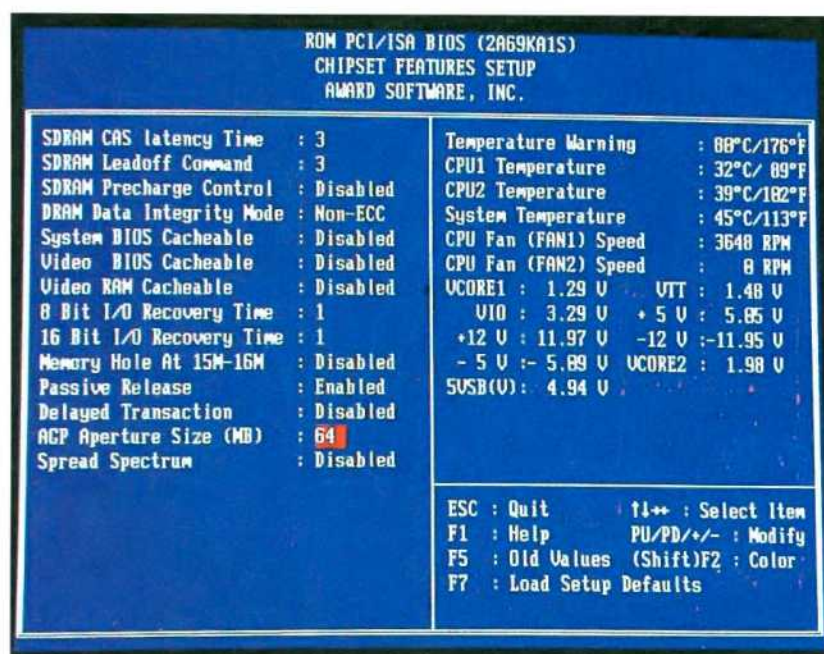 ROM PCI/ISA BIOS (2A69KA1S)
CHIPSET FEATURES SETUP
AWARD SOFTWARE, INC.
SDRAM CAS latency Time : 3
SDRAM Leadoff Command : 3
SDRAM Precharge Control : Disabled
DRAM Data Integrity Mode : Non-ECC
System BIOS Cacheable : Disabled
Video BIOS Cacheable : Disabled
Video RAM Cacheable : Disabled
8 Bit I/O Recovery Time : 1
16 Bit I/O Recovery Time : 1
Memory Hole At 15M-16M : Disabled
Passive Release : Enabled
Delayed Transaction : Disabled
AGP Aperture Size (MB) : 64
Spread Spectrum : Disabled
Temperature Warning : 80°C/176°F
CPU1 Temperature : 32°C/ 89°F
CPU2 Temperature : 39°C/102°F
System Temperature : 45°C/113°F
CPU Fan (FAN1) Speed : 3648 RPM
CPU Fan (FAN2) Speed : 0 RPM
VCORE1 : 1.29 V VTT : 1.48 V
VIO : 3.29 V + 5 V : 5.05 V
+12 V : 11.97 V -12 V :-11.95 V
- 5 V :- 5.09 V VCORE2 : 1.98 V
5VSB(V): 4.94 V
ESC : Quit ↑↓→← : Select Item
F1 : Help PU/PD/+/- : Modify
F5 : Old Values (Shift)F2 : Color
F7 : Load Setup Defaults